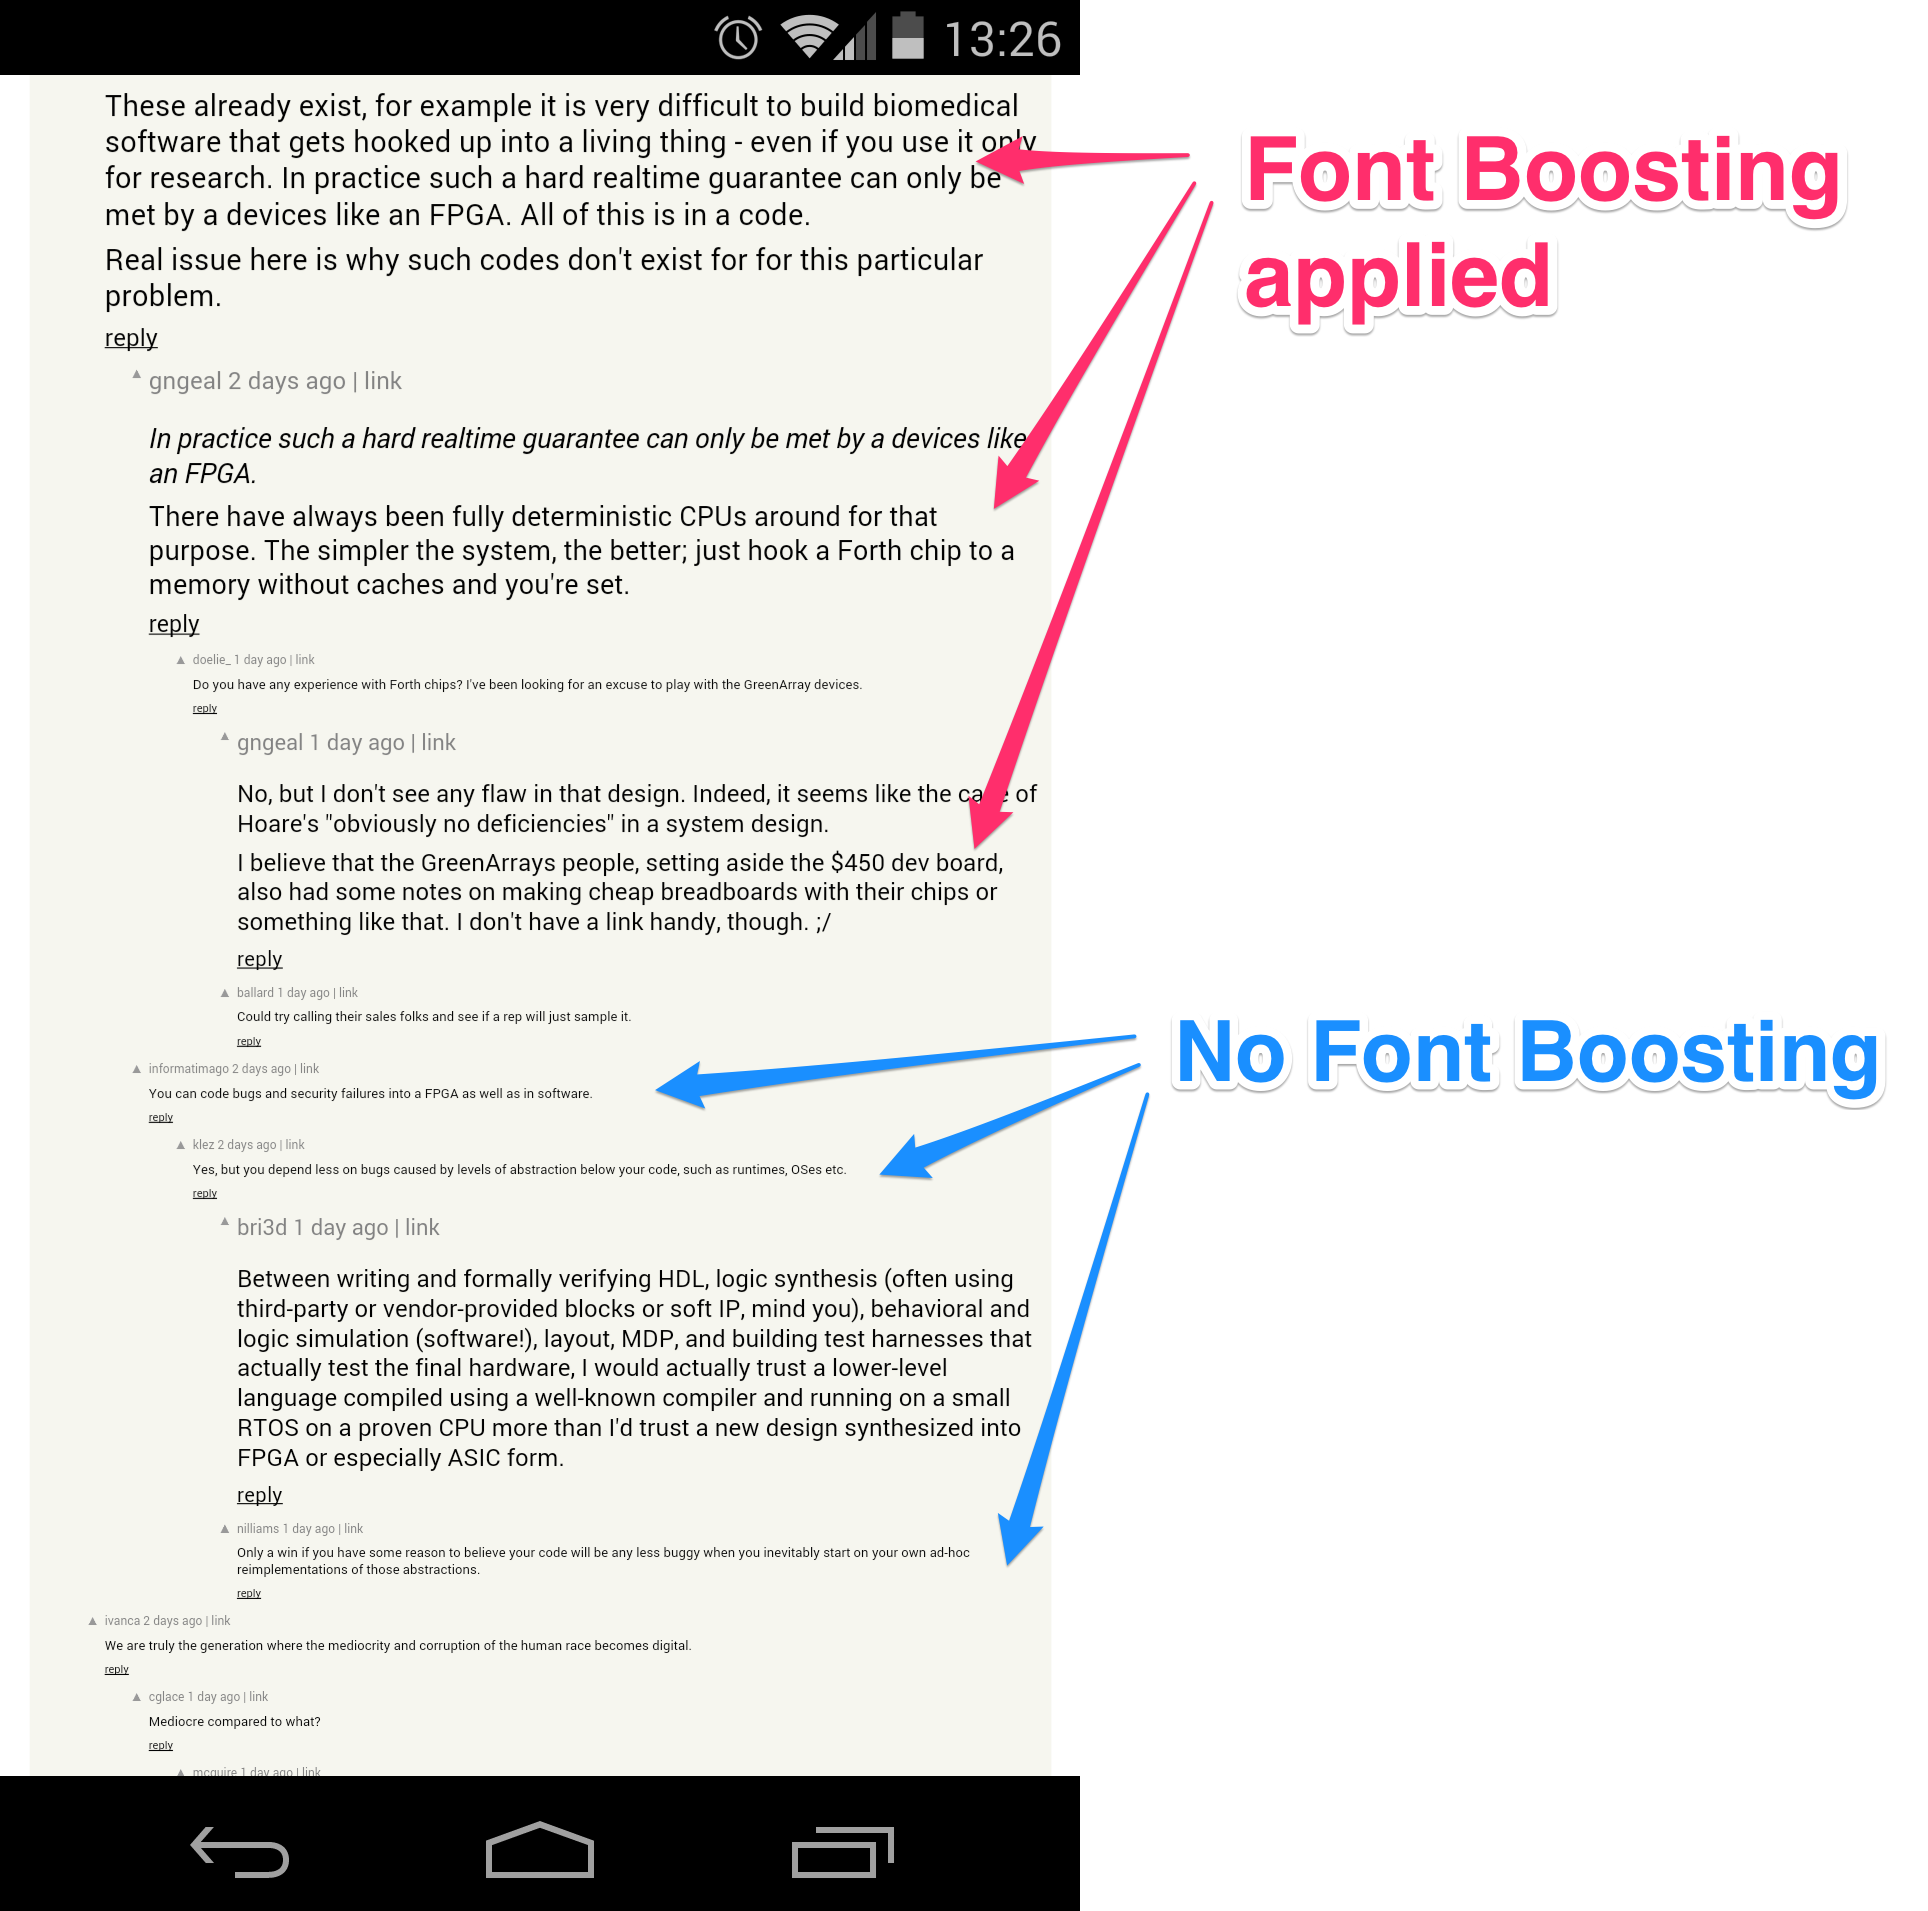 13:26
These already exist, for example it is very difficult to build biomedical
software that gets hooked up into a living thing - even if you use it only
for research. In practice such a hard realtime guarantee can only be
met by a devices like an FPGA. All of this is in a code.
Real issue here is why such codes don't exist for for this particular
problem.
reply
▲ gngeal 2 days ago | link
In practice such a hard realtime guarantee can only be met by a devices like
an FPGA.
There have always been fully deterministic CPUs around for that
purpose. The simpler the system, the better; just hook a Forth chip to a
memory without caches and you're set.
reply
▲ doelie_ 1 day ago | link
Do you have any experience with Forth chips? I've been looking for an excuse to play with the GreenArray devices.
reply
▲ gngeal 1 day ago | link
No, but I don't see any flaw in that design. Indeed, it seems like the case of
Hoare's "obviously no deficiencies" in a system design.
I believe that the GreenArrays people, setting aside the $450 dev board,
also had some notes on making cheap breadboards with their chips or
something like that. I don't have a link handy, though. ;/
reply
▲ ballard 1 day ago | link
Could try calling their sales folks and see if a rep will just sample it.
reply
▲ informatimago 2 days ago | link
You can code bugs and security failures into a FPGA as well as in software.
reply
▲ klez 2 days ago | link
Yes, but you depend less on bugs caused by levels of abstraction below your code, such as runtimes, OSes etc.
reply
▲ bri3d 1 day ago | link
Between writing and formally verifying HDL, logic synthesis (often using
third-party or vendor-provided blocks or soft IP, mind you), behavioral and
logic simulation (software!), layout, MDP, and building test harnesses that
actually test the final hardware, I would actually trust a lower-level
language compiled using a well-known compiler and running on a small
RTOS on a proven CPU more than I'd trust a new design synthesized into
FPGA or especially ASIC form.
reply
▲ nilliams 1 day ago | link
Only a win if you have some reason to believe your code will be any less buggy when you inevitably start on your own ad-hoc
reimplementations of those abstractions.
reply
▲ ivanca 2 days ago | link
We are truly the generation where the mediocrity and corruption of the human race becomes digital.
reply
▲ cglace 1 day ago | link
Mediocre compared to what?
reply
▲ mcguire 1 day ago | link
Font Boosting
applied
No Font Boosting